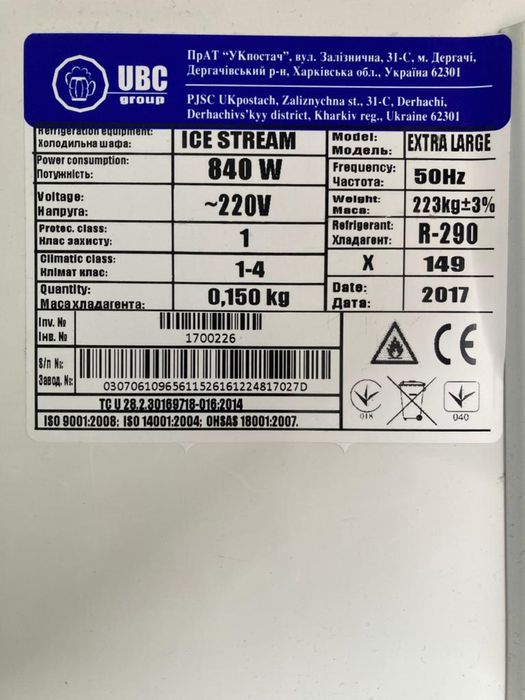 UBC
group
ПрАТ "УКпостач", вул. Залізнична, 31-С, м. Дергачі,
Дергачівський р-н, Харківська обл., Україна 62301
PJSC UKpostach, Zaliznychna st., 31-C, Derhachi,
Derhachivs'kyy district, Kharkiv reg., Ukraine 62301
Refrigeration equipment:
Холодильна шафа:
ICE STREAM
Model:
Модель:
EXTRA LARGE
Power consumption:
Потужність:
840 W
Frequency:
Частота:
50Hz
Voltage:
Напруга:
~220V
Weight:
Маса:
223kg±3%
Protec. class:
Клас захисту:
1
Refrigerant:
Хладагент:
R-290
Climatic class:
Клімат клас:
1-4
X
149
Quantity:
Маса хладагента:
0,150 kg
Date:
Дата:
2017
Inv. №
Інв. №
1700226
S/n №:
Завод. №:
03070610965611526161224817027D
CE
TC U 28.2.30169718-016:2014
ISO 9001:2008; ISO 14001:2004; OHSAS 18001:2007.
018
040